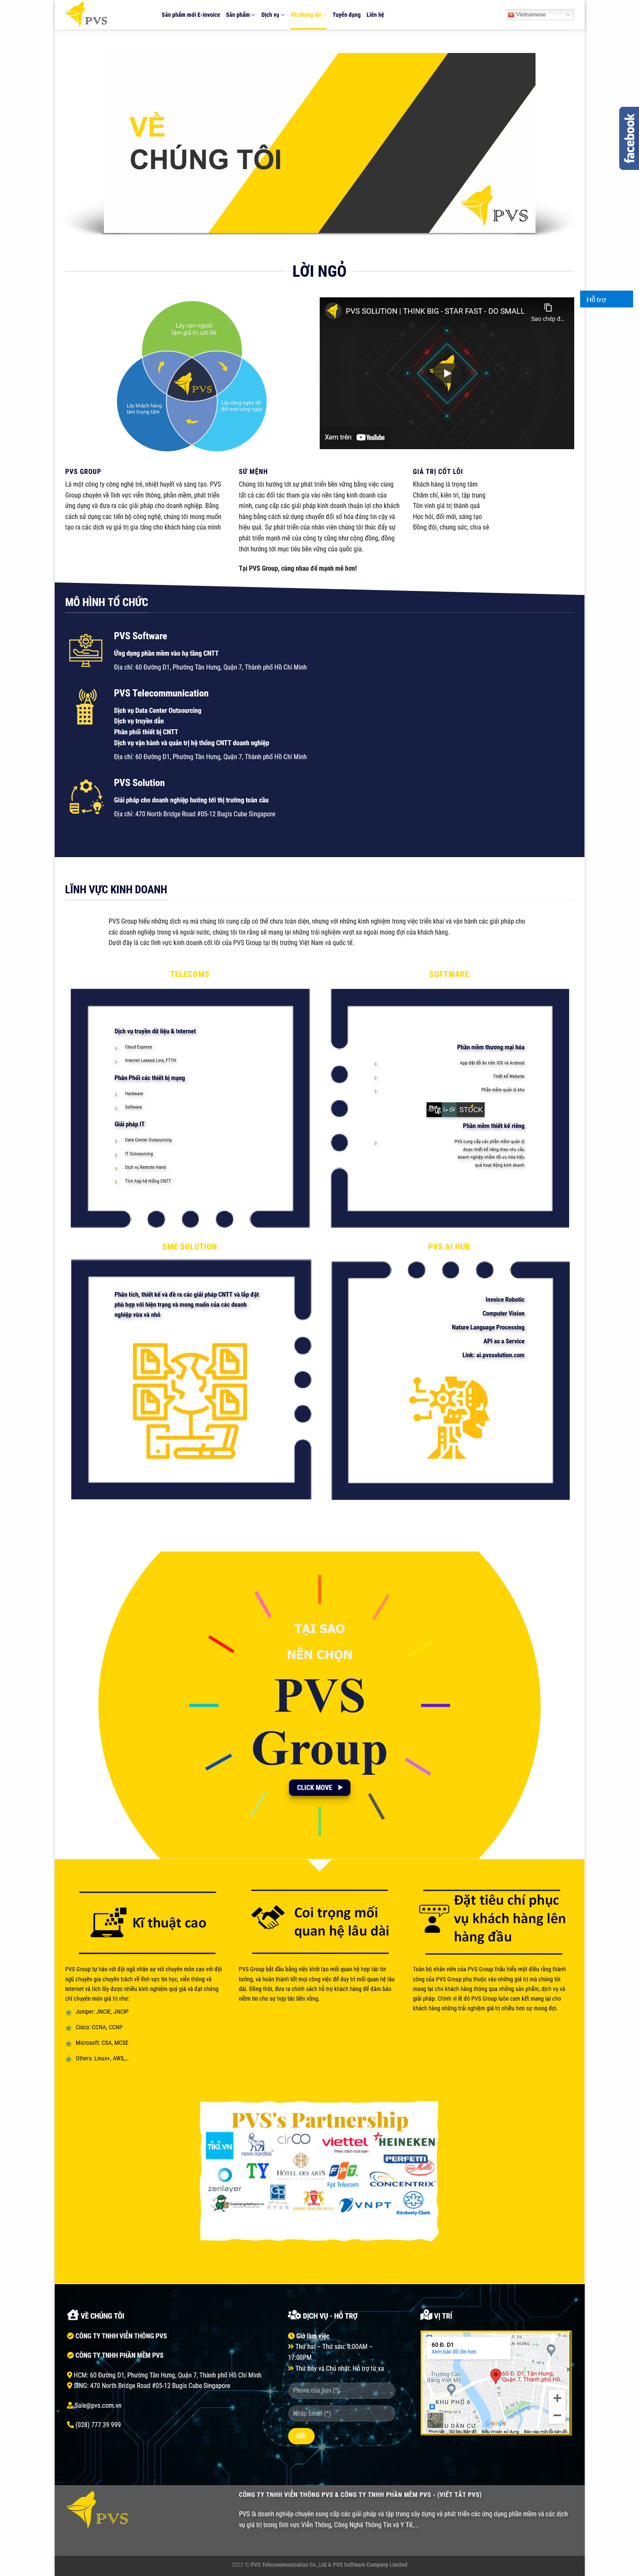 PVS
Sản phẩm mới E-invoice
Sản phẩm
Dịch vụ
Về chúng tôi
Tuyển dụng
Liên hệ
Vietnamese
facebook
VỀ
CHÚNG TÔI
PVS
Hỗ trợ
LỜI NGỎ
Lấy con người
làm giá trị cốt lõi
PVS
Lấy khách hàng
làm trọng tâm
Lấy công nghệ để
đổi mới từng ngày
PVS SOLUTION | THINK BIG - STAR FAST - DO SMALL
Sao chép đ...
Xem trên YouTube
PVS GROUP
Là một công ty công nghệ trẻ, nhiệt huyết và sáng tạo. PVS
Group chuyên về lĩnh vực viễn thông, phần mềm, phát triển
ứng dụng và đưa ra các giải pháp cho doanh nghiệp. Bằng
cách sử dụng các tiến bộ công nghệ, chúng tôi mong muốn
tạo ra các dịch vụ giá trị gia tăng cho khách hàng của mình
SỨ MỆNH
Chúng tôi hướng tới sự phát triển bền vững bằng việc cùng
tất cả các đối tác tham gia vào nền tảng kinh doanh của
mình, cung cấp các giải pháp kinh doanh thuận lợi cho khách
hàng bằng cách sử dụng chuyển đổi số hóa đáng tin cậy và
hiệu quả. Sự phát triển của nhân viên chúng tôi thúc đẩy sự
phát triển mạnh mẽ của công ty cũng như cộng đồng, đồng
thời hướng tới mục tiêu bền vững của quốc gia.
Tại PVS Group, cùng nhau để mạnh mẽ hơn!
GIÁ TRỊ CỐT LÕI
Khách hàng là trọng tâm
Chăm chỉ, kiên trì, tập trung
Tôn vinh giá trị thành quả
Học hỏi, đổi mới, sáng tạo
Đồng đội, chung sức, chia sẻ
MÔ HÌNH TỔ CHỨC
PVS Software
Ứng dụng phần mềm vào hạ tầng CNTT
Địa chỉ: 60 Đường D1, Phường Tân Hưng, Quận 7, Thành phố Hồ Chí Minh
PVS Telecommunication
Dịch vụ Data Center Outsourcing
Dịch vụ truyền dẫn
Phân phối thiết bị CNTT
Dịch vụ vận hành và quản trị hệ thống CNTT doanh nghiệp
Địa chỉ: 60 Đường D1, Phường Tân Hưng, Quận 7, Thành phố Hồ Chí Minh
PVS Solution
Giải pháp cho doanh nghiệp hướng tới thị trường toàn cầu
Địa chỉ: 470 North Bridge Road #05-12 Bugis Cube Singapore
LĨNH VỰC KINH DOANH
PVS Group hiểu những dịch vụ mà chúng tôi cung cấp có thể chưa toàn diện, nhưng với những kinh nghiệm trong việc triển khai và vận hành các giải pháp cho
các doanh nghiệp trong và ngoài nước, chúng tôi tin rằng sẽ mang lại những trải nghiệm vượt xa ngoài mong đợi của khách hàng.
Dưới đây là các lĩnh vực kinh doanh cốt lõi của PVS Group tại thị trường Việt Nam và quốc tế.
TELECOMS
Dịch vụ truyền dữ liệu & Internet
Cloud Express
Internet Leased Line, FTTH
Phân Phối các thiết bị mạng
Hardware
Software
Giải pháp IT
Data Center Outsourcing
IT Outsourcing
Dịch vụ Remote Hand
Tích hợp hệ thống CNTT
SOFTWARE
Phần mềm thương mại hóa
App đặt đồ ăn trên IOS và Android
Thiết kế Website
Phần mềm quản lý kho
STOCK
Phần mềm thiết kế riêng
PVS cung cấp các phần mềm quản lý
được thiết kế riêng theo nhu cầu
doanh nghiệp nhằm tối ưu hóa hiệu
quả hoạt động kinh doanh
SME SOLUTION
Phân tích, thiết kế và đề ra các giải pháp CNTT và lắp đặt
phù hợp với hiện trạng và mong muốn của các doanh
nghiệp vừa và nhỏ
PVS AI HUB
Invoice Robotic
Computer Vision
Nature Language Processing
API as a Service
Link: ai.pvssolution.com
TẠI SAO
NÊN CHỌN
PVS
Group
CLICK MOVE
Kĩ thuật cao
PVS Group tự hào với đội ngũ nhân sự với chuyên môn cao với đội
ngũ chuyên gia chuyên trách về lĩnh vực tin học, viễn thông và
Internet và tích lũy được nhiều kinh nghiệm quý giá và đạt chứng
chỉ chuyên môn giá trị như:
Juniper: JNCIE, JNCIP
Cisco: CCNA, CCNP
Microsoft: CSA, MCSE
Others: Linux+, AWS,…
Coi trọng mối
quan hệ lâu dài
PVS Group bắt đầu bằng việc khởi tạo mối quan hệ hợp tác tin
tưởng, và hoàn thành tốt mọi công việc để duy trì mối quan hệ lâu
dài. Đồng thời, đưa ra chính sách hỗ trợ khách hàng để đảm bảo
niềm tin cho sự hợp tác bền vững.
Đặt tiêu chí phục
vụ khách hàng lên
hàng đầu
Toàn bộ nhân viên của PVS Group thấu hiểu một điều rằng thành
công của PVS Group phụ thuộc vào những giá trị mà chúng tôi
mang lại cho khách hàng thông qua những sản phẩm, dịch vụ và
giải pháp. Chính vì lẽ đó PVS Group luôn cam kết mang lại cho
khách hàng những trải nghiệm giá trị nhiều hơn sự mong đợi.
PVS's Partnership
TIKI.VN
novo nordisk
circo
viettel
HEINEKEN
zenlayer
TY
HÔTEL DES ARTS
FPT
Fpt Telecom
PERFETTI
van Melle
CONCENTRIX
GP
VNPT
Kimberly-Clark
VỀ CHÚNG TÔI
CÔNG TY TNHH VIỄN THÔNG PVS
CÔNG TY TNHH PHẦN MỀM PVS
HCM: 60 Đường D1, Phường Tân Hưng, Quận 7, Thành phố Hồ Chí Minh
SING: 470 North Bridge Road #05-12 Bugis Cube Singapore
Sale@pvs.com.vn
(028) 777 39 999
DỊCH VỤ - HỖ TRỢ
Giờ làm việc
Thứ hai – Thứ sáu: 8:00AM –
17:00PM
Thứ bảy và Chủ nhật: Hỗ trợ từ xa
Phone của bạn (*)
Nhập Email (*)
GỬI
VỊ TRÍ
60 Đ. D1
Xem bản đồ lớn hơn
Trường Cao
đẳng Việt Mỹ
60 Đ. D1, Tân Hưng,
Quận 7, Thành phố Hồ...
KHU PHỐ 6
Google
PVS
CÔNG TY TNHH VIỄN THÔNG PVS & CÔNG TY TNHH PHẦN MỀM PVS - (VIẾT TẮT PVS)
PVS là doanh nghiệp chuyên cung cấp các giải pháp và tập trung xây dựng và phát triển các ứng dụng phần mềm và các dịch
vụ giá trị trong lĩnh vực Viễn Thông, Công Nghệ Thông Tin và Y Tế,….
2022 © PVS Telecommunication Co.,Ltd & PVS Software Company Limited